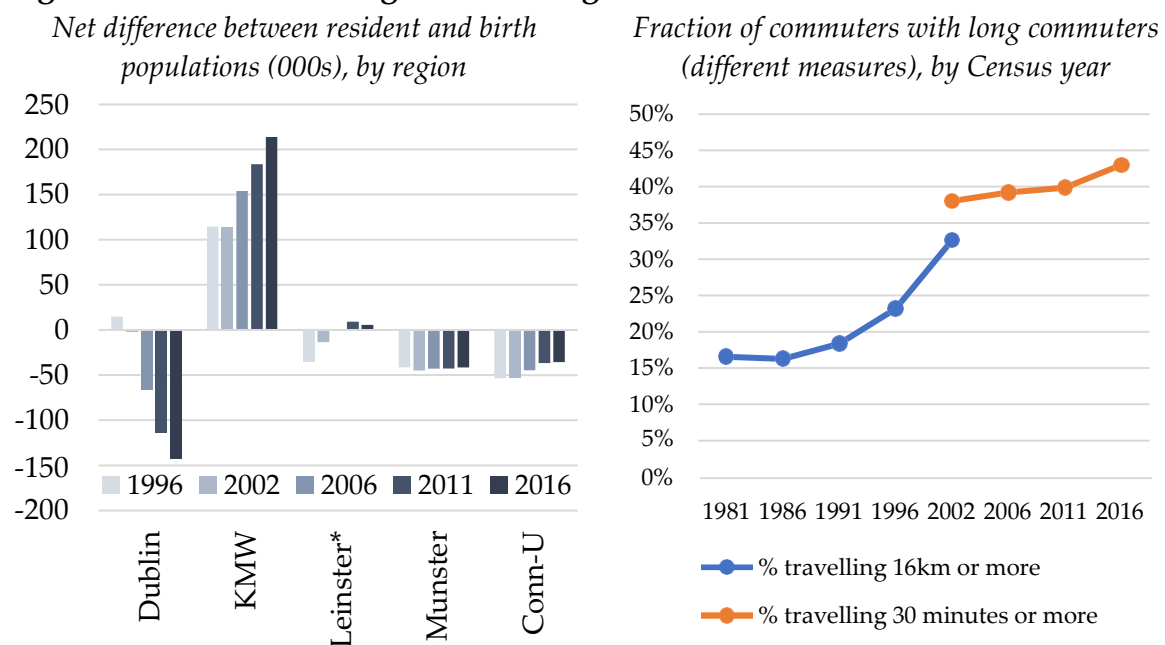 Net difference between resident and birth
populations (000s), by region
250
200
150
100
50
0
-50
-100
-150
-200
1996 2002 2006 2011 2016
Dublin
KMW
Leinster*
Munster
Conn-U
Fraction of commuters with long commuters
(different measures), by Census year
50%
45%
40%
35%
30%
25%
20%
15%
10%
5%
0%
1981 1986 1991 1996 2002 2006 2011 2016
% travelling 16km or more
% travelling 30 minutes or more